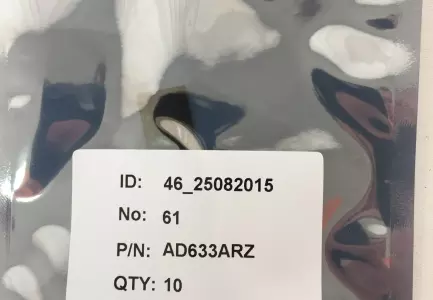 ID: 46_25082015
No: 61
P/N: AD633ARZ
QTY: 10